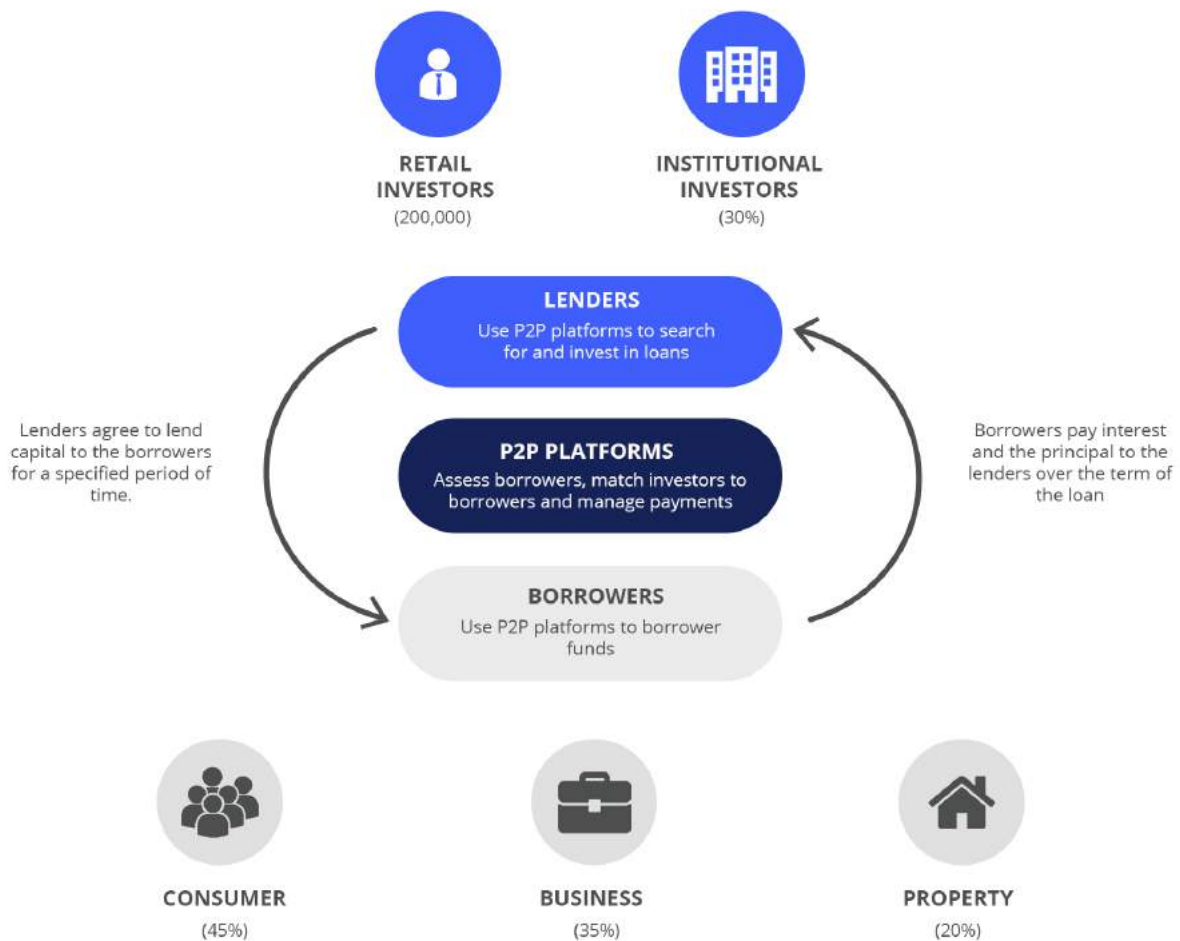 RETAIL
INVESTORS
(200,000)
INSTITUTIONAL
INVESTORS
(30%)
LENDERS
Use P2P platforms to search
for and invest in loans
Lenders agree to lend
capital to the borrowers
for a specified period of
time.
P2P PLATFORMS
Assess borrowers, match investors to
borrowers and manage payments
Borrowers pay interest
and the principal to the
lenders over the term of
the loan
BORROWERS
Use P2P platforms to borrower
funds
CONSUMER
(45%)
BUSINESS
(35%)
PROPERTY
(20%)